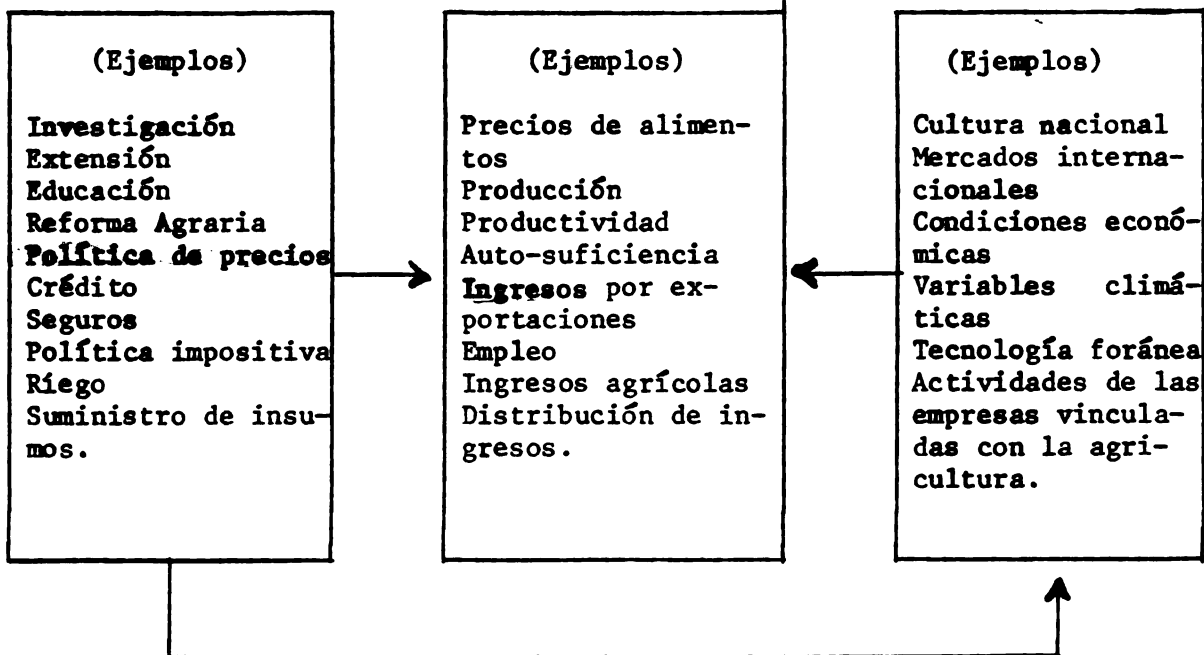 (Ejemplos)
Investigación
Extensión
Educación
Reforma Agraria
Política de precios
Crédito
Seguros
Política impositiva
Riego
Suministro de insu-
mos.
(Ejemplos)
Precios de alimen-
tos
Producción
Productividad
Auto-suficiencia
Ingresos por ex-
portaciones
Empleo
Ingresos agrícolas
Distribución de in-
gresos.
(Ejemplos)
Cultura nacional
Mercados interna-
cionales
Condiciones econó-
micas
Variables climá-
ticas
Tecnología foránea
Actividades de las
empresas vincula-
das con la agri-
cultura.